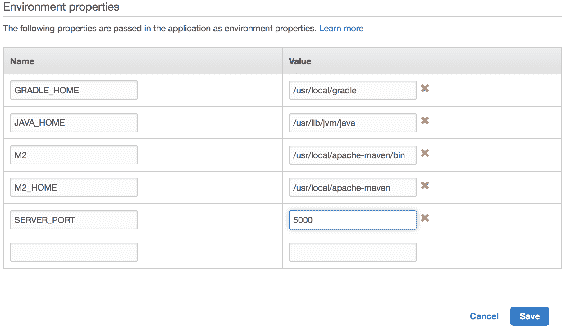 Environment properties
The following properties are passed in the application as environment properties. Learn more
Name Value
GRADLE_HOME /usr/local/gradle
JAVA_HOME /usr/lib/jvm/java
M2 /usr/local/apache-maven/bin
M2_HOME /usr/local/apache-maven
SERVER_PORT 5000
Cancel Save